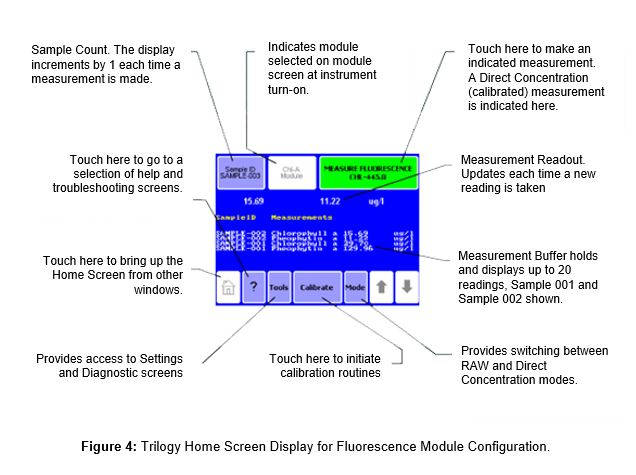 Sample Count. The display
increments by 1 each time a
measurement is made.
Indicates module
selected on module
screen at instrument
turn-on.
Touch here to make an
indicated measurement.
A Direct Concentration
(calibrated) measurement
is indicated here.
Touch here to go to a
selection of help and
troubleshooting screens.
Sample ID
SAMPLE-003
Chl-A
Module
MEASURE FLUORESCENCE
Measurement Readout.
Updates each time a new
reading is taken
15.69 11.22 ug/l
SampleID Measurements
SAMPLE-002 Chlorophyll a 15.69 ug/l
SAMPLE-002 Pheophytin a ug/l
SAMPLE-001 Chlorophyll a ug/l
SAMPLE-001 Pheophytin a 129.96 ug/l
Touch here to bring up the
Home Screen from other
windows.
Measurement Buffer holds
and displays up to 20
readings, Sample 001 and
Sample 002 shown.
? Tools Calibrate Mode
Provides access to Settings
and Diagnostic screens
Touch here to initiate
calibration routines
Provides switching between
RAW and Direct
Concentration modes.
Figure 4: Trilogy Home Screen Display for Fluorescence Module Configuration.